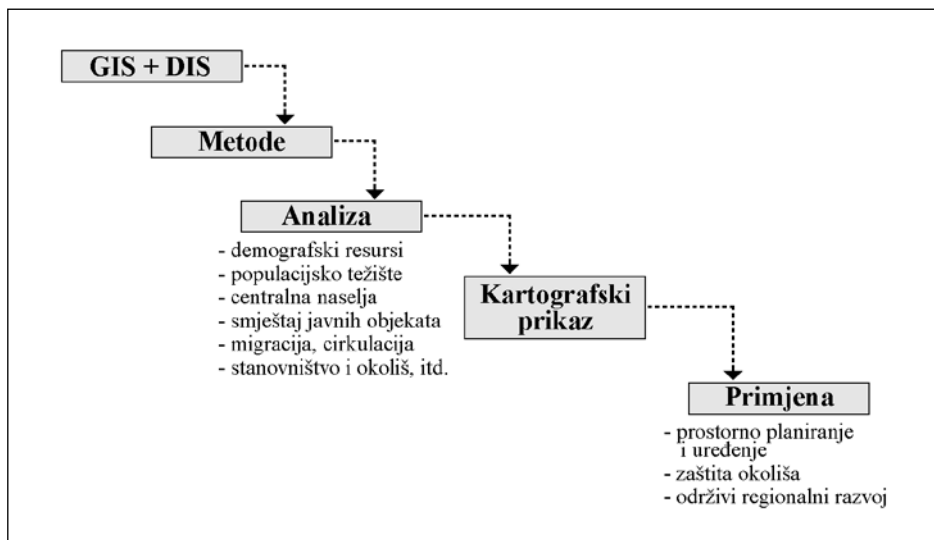 GIS + DIS
Metode
Analiza
- demografski resursi
- populacijsko težište
- centralna naselja
- smještaj javnih objekata
- migracija, cirkulacija
- stanovništvo i okoliš, itd.
Kartografski
prikaz
Primjena
- prostorno planiranje
i uređenje
- zaštita okoliša
- održivi regionalni razvoj